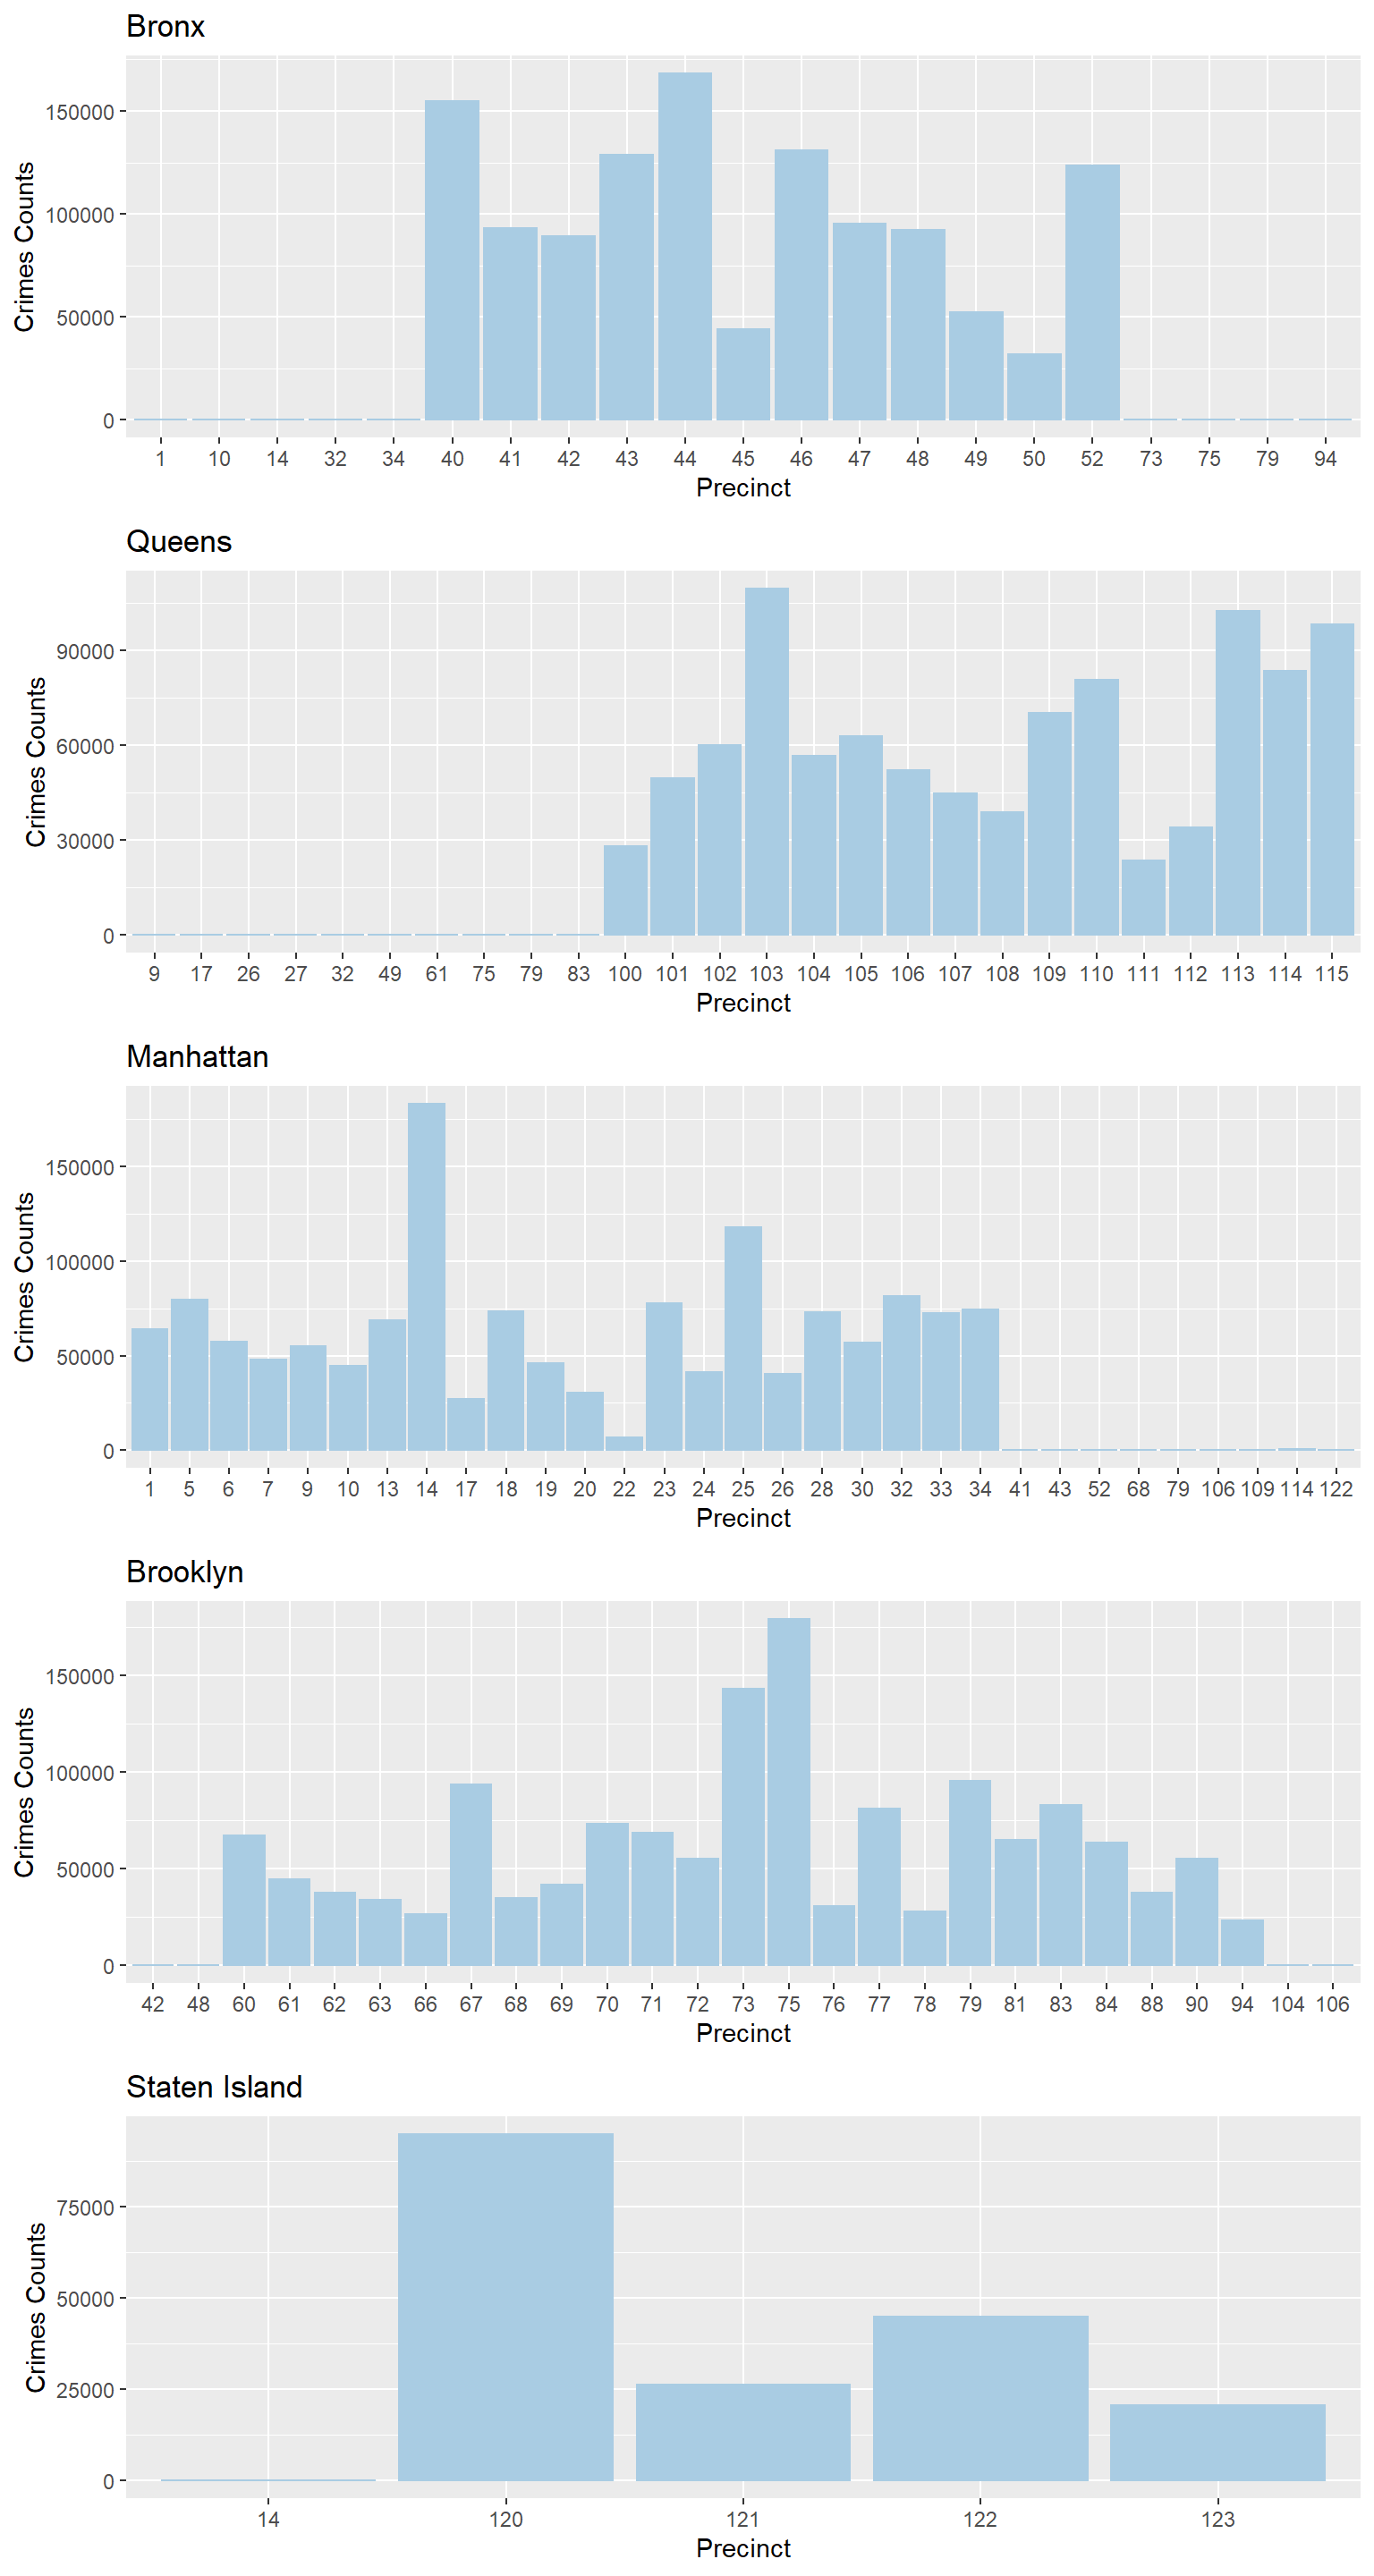 Bronx
150000
100000
50000
0
Crimes Counts
1 10 14 32 34 40 41 42 43 44 45 46 47 48 49 50 52 73 75 79 94
Precinct
Queens
90000
60000
30000
0
Crimes Counts
9 17 26 27 32 49 61 75 79 83 100 101 102 103 104 105 106 107 108 109 110 111 112 113 114 115
Precinct
Manhattan
150000
100000
50000
0
Crimes Counts
1 5 6 7 9 10 13 14 17 18 19 20 22 23 24 25 26 28 30 32 33 34 41 43 52 68 79 106 109 114 122
Precinct
Brooklyn
150000
100000
50000
0
Crimes Counts
42 48 60 61 62 63 66 67 68 69 70 71 72 73 75 76 77 78 79 81 83 84 88 90 94 104 106
Precinct
Staten Island
75000
50000
25000
0
Crimes Counts
14 120 121 122 123
Precinct